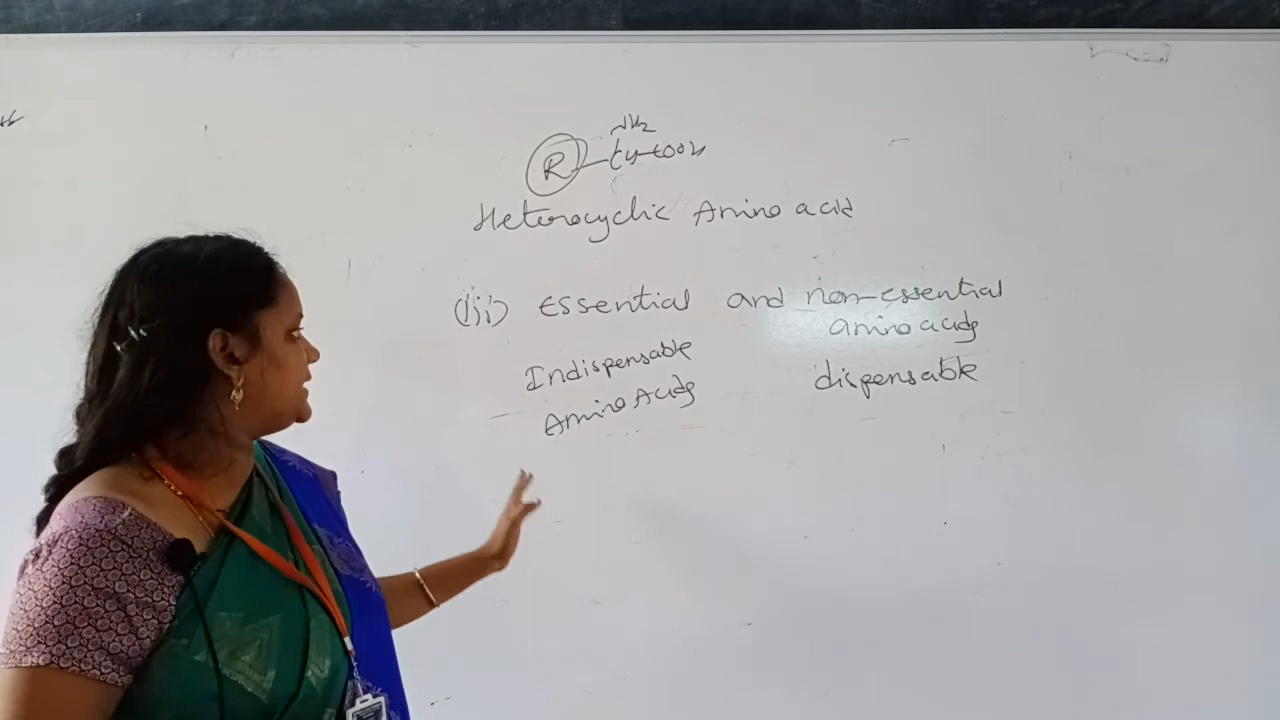 NH2
R-CH-COOH
Heterocyclic Amino acid
(iii) Essential and non-essential
amino acids
Indispensable
Amino Acids
dispensable